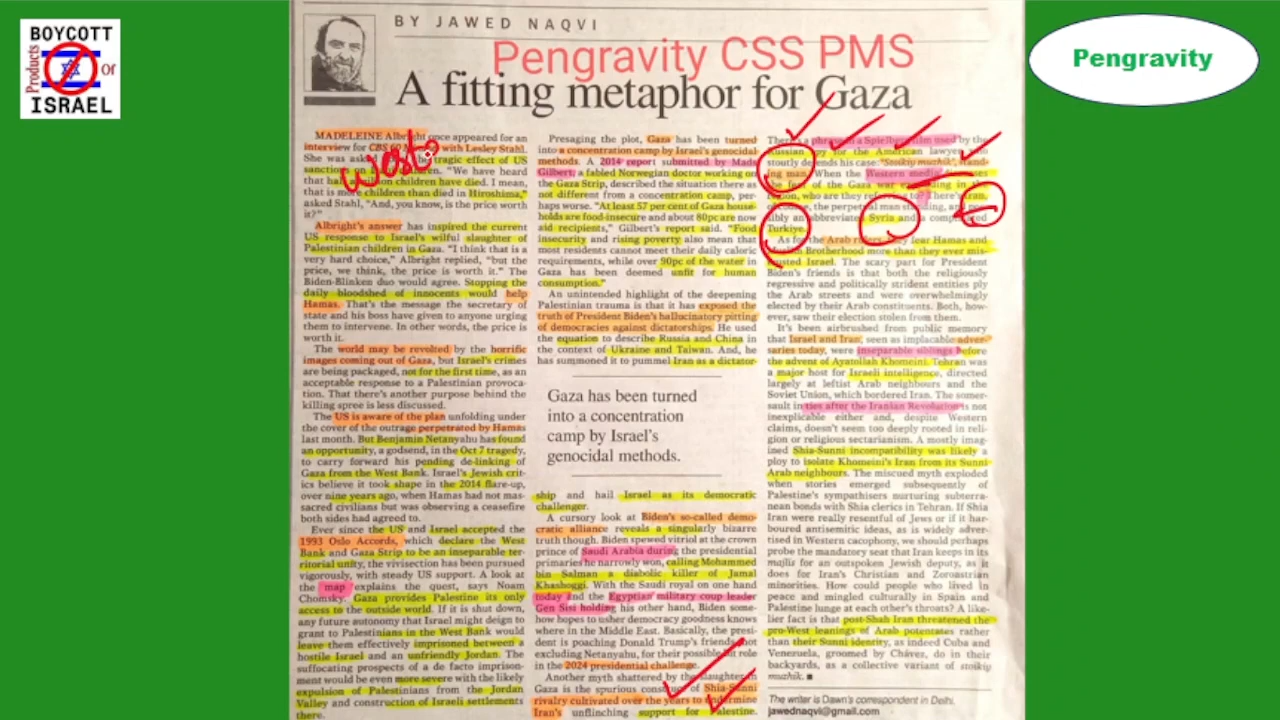 BOYCOTT
Products
or
ISRAEL
BY JAWED NAQVI
Pengravity CSS PMS
A fitting metaphor for Gaza
Pengravity
MADELEINE Albright once appeared for an
interview for CBS 60 with Lesley Stahl.
She was asked tragic effect of US
sanctions on children. "We have heard
that half a million children have died. I mean,
that is more children than died in Hiroshima,"
asked Stahl, "And, you know, is the price worth
it?"
Albright's answer has inspired the current
US response to Israel's wilful slaughter of
Palestinian children in Gaza. "I think that is a
very hard choice," Albright replied, "but the
price, we think, the price is worth it." The
Biden-Blinken duo would agree. Stopping the
daily bloodshed of innocents would help
Hamas. That's the message the secretary of
state and his boss have given to anyone urging
them to intervene. In other words, the price is
worth it.
The world may be revolted by the horrific
images coming out of Gaza, but Israel's crimes
are being packaged, not for the first time, as an
acceptable response to a Palestinian provoca-
tion. That there's another purpose behind the
killing spree is less discussed.
The US is aware of the plan unfolding under
the cover of the outrage perpetrated by Hamas
last month. But Benjamin Netanyahu has found
an opportunity, a godsend, in the Oct 7 tragedy,
to carry forward his pending de-linking of
Gaza from the West Bank. Israel's Jewish crit-
ics believe it took shape in the 2014 flare-up,
over nine years ago, when Hamas had not mas-
sacred civilians but was observing a ceasefire
both sides had agreed to.
Ever since the US and Israel accepted the
1993 Oslo Accords, which declare the West
Bank and Gaza Strip to be an inseparable ter-
ritorial unity, the vivisection has been pursued
vigorously, with steady US support. A look at
the map explains the quest, says Noam
Chomsky. Gaza provides Palestine its only
access to the outside world. If it is shut down,
any future autonomy that Israel might deign to
grant to Palestinians in the West Bank would
leave them effectively imprisoned between a
hostile Israel and an unfriendly Jordan. The
suffocating prospects of a de facto imprison-
ment would be even more severe with the likely
expulsion of Palestinians from the Jordan
Valley and construction of Israeli settlements
there.
Presaging the plot, Gaza has been turned
into a concentration camp by Israel's genocidal
methods. A 2014 report submitted by Mads
Gilbert, a fabled Norwegian doctor working on
the Gaza Strip, described the situation there as
not different from a concentration camp, per-
haps worse. "At least 57 per cent of Gaza house-
holds are food-insecure and about 80pc are now
aid recipients," Gilbert's report said. "Food
insecurity and rising poverty also mean that
most residents cannot meet their daily caloric
requirements, while over 90pc of the water in
Gaza has been deemed unfit for human
consumption."
An unintended highlight of the deepening
Palestinian trauma is that it has exposed the
truth of President Biden's hallucinatory pitting
of democracies against dictatorships. He used
the equation to describe Russia and China in
the context of Ukraine and Taiwan. And, he
has summoned it to pummel Iran as a dictator-
Gaza has been turned
into a concentration
camp by Israel's
genocidal methods.
ship and hail Israel as its democratic
challenger.
A cursory look at Biden's so-called demo-
cratic alliance reveals a singularly bizarre
truth though. Biden spewed vitriol at the crown
prince of Saudi Arabia during the presidential
primaries he narrowly won, calling Mohammed
bin Salman a diabolic killer of Jamal
Khashoggi. With the Saudi royal on one hand
today and the Egyptian military coup leader
Gen Sisi holding his other hand, Biden some-
how hopes to usher democracy goodness knows
where in the Middle East. Basically, the presi-
dent is poaching Donald Trump's friends, not
excluding Netanyahu, for their possible bit role
in the 2024 presidential challenge.
Another myth shattered by the slaughter in
Gaza is the spurious construct of Shia-Sunni
rivalry cultivated over the years to undermine
Iran's unflinching support for Palestine.
There's a phrase in a Spielberg film used by the
Russian spy for the American lawyer who
stoutly defends his case: "Stoikiy muzhik, stand-
ing man. When the Western media
the fear of the Gaza war expanding in the
region, who are they referring to? There's Iran,
of course, the perpetual man standing, and
possibly an abbreviated Syria and a
Turkiye.
As for the Arab rulers, they fear Hamas and
Muslim Brotherhood more than they ever mis-
trusted Israel. The scary part for President
Biden's friends is that both the religiously
regressive and politically strident entities ply
the Arab streets and were overwhelmingly
elected by their Arab constituents. Both, how-
ever, saw their election stolen from them.
It's been airbrushed from public memory
that Israel and Iran, seen as implacable adver-
saries today, were inseparable siblings before
the advent of Ayatollah Khomeini. Tehran was
a major host for Israeli intelligence, directed
largely at leftist Arab neighbours and the
Soviet Union, which bordered Iran. The somer-
sault in ties after the Iranian Revolution is not
inexplicable either and, despite Western
claims, doesn't seem too deeply rooted in reli-
gion or religious sectarianism. A mostly imag-
ined Shia-Sunni incompatibility was likely a
ploy to isolate Khomeini's Iran from its Sunni
Arab neighbours. The miscued myth exploded
when stories emerged subsequently of
Palestine's sympathisers nurturing subterra-
nean bonds with Shia clerics in Tehran. If Shia
Iran were really resentful of Jews or if it har-
boured antisemitic ideas, as is widely adver-
tised in Western cacophony, we should perhaps
probe the mandatory seat that Iran keeps in its
majlis for an outspoken Jewish deputy, as it
does for Iran's Christian and Zoroastrian
minorities. How could people who lived in
peace and mingled culturally in Spain and
Palestine lunge at each other's throats? A like-
lier fact is that post-Shah Iran threatened the
pro-West leanings of Arab potentates rather
than their Sunni identity, as indeed Cuba and
Venezuela, groomed by Chávez, do in their
backyards, as a collective variant of stoikiy
muzhik. ■
The writer is Dawn's correspondent in Delhi.
jawednaqvi@gmail.com